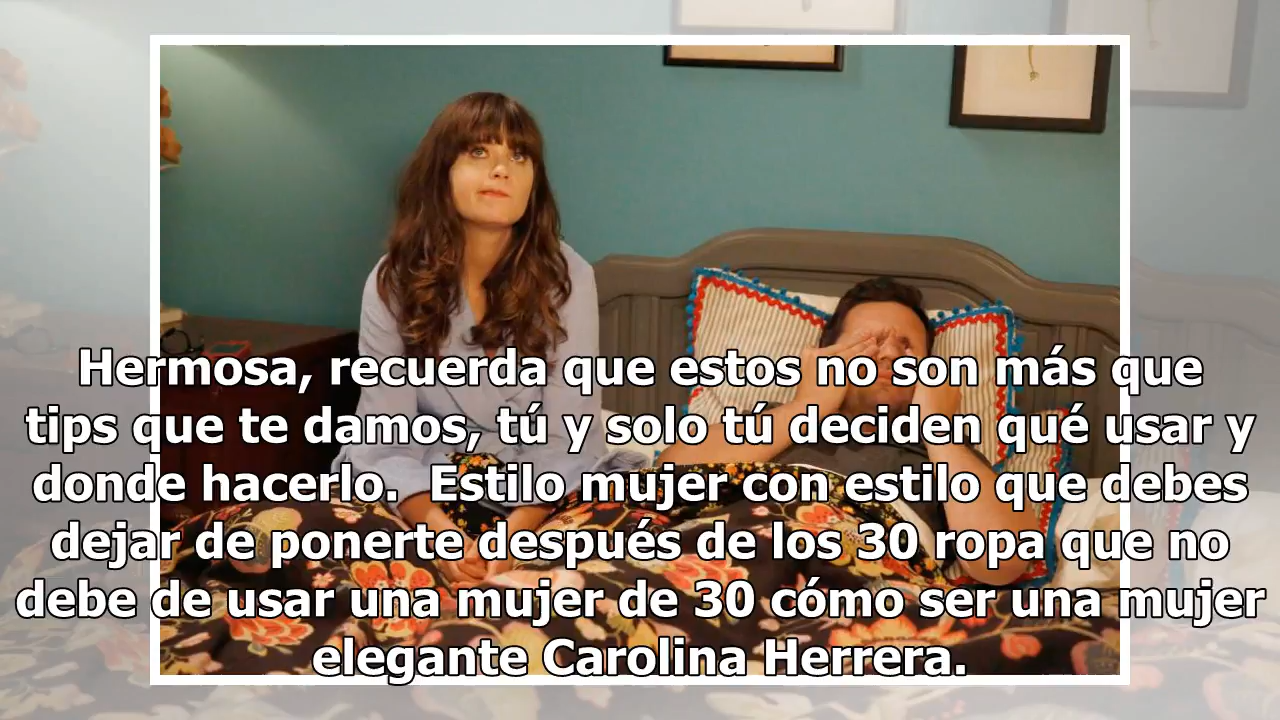 Hermosa, recuerda que estos no son más que
tips que te damos, tú y solo tú deciden qué usar y
donde hacerlo.  Estilo mujer con estilo que debes
dejar de ponerte después de los 30 ropa que no
debe de usar una mujer de 30 cómo ser una mujer
elegante Carolina Herrera.